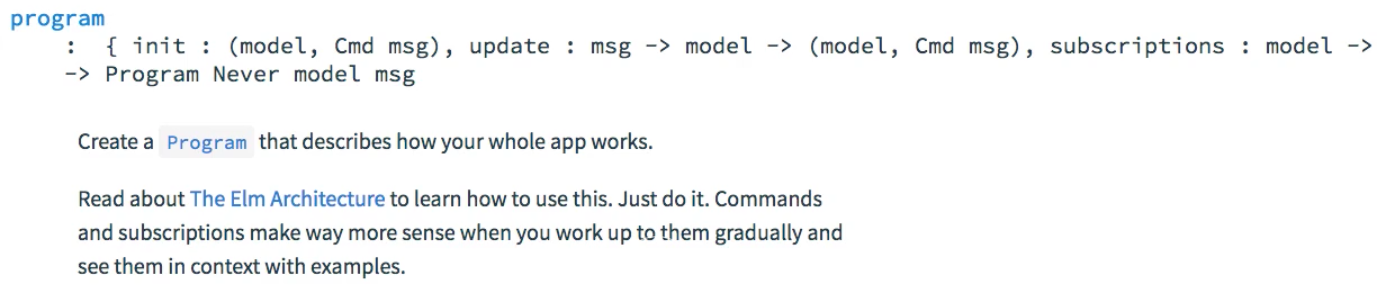 program
: { init : (model, Cmd msg), update : msg -> model -> (model, Cmd msg), subscriptions : model ->
-> Program Never model msg
Create a Program that describes how your whole app works.
Read about The Elm Architecture to learn how to use this. Just do it. Commands
and subscriptions make way more sense when you work up to them gradually and
see them in context with examples.